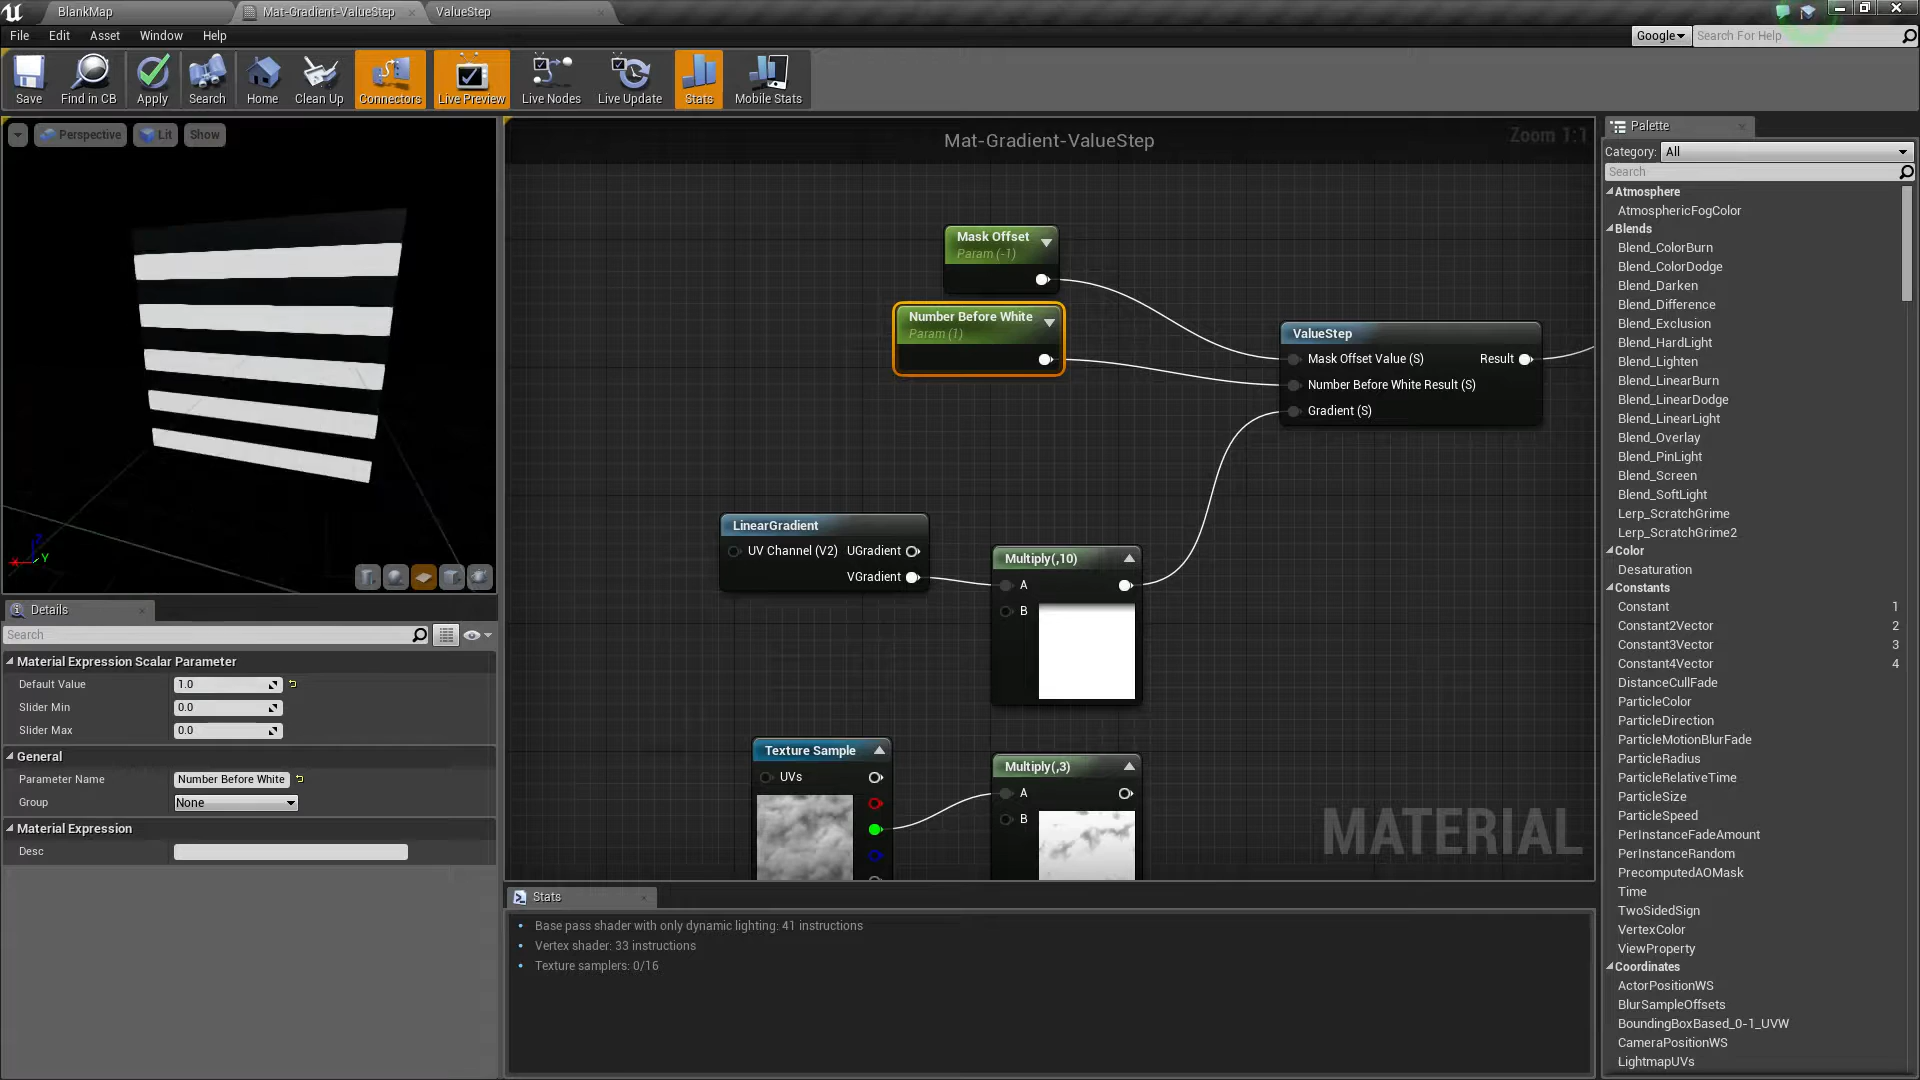 BlankMap
Mat-Gradient-ValueStep
ValueStep
File Edit Asset Window Help
Google
Search For Help
Save
Find in CB
Apply
Search
Home
Clean Up
Connectors
Live Preview
Live Nodes
Live Update
Stats
Mobile Stats
Perspective
Lit
Show
Mat-Gradient-ValueStep
Zoom 1:1
Mask Offset
Param (-1)
Number Before White
Param (1)
ValueStep
Mask Offset Value (S)
Result
Number Before White Result (S)
Gradient (S)
LinearGradient
UV Channel (V2) UGradient
VGradient
Multiply(,10)
A
B
Texture Sample
UVs
Multiply(,3)
A
B
MATERIAL
Z
X
Y
Details
Search
Material Expression Scalar Parameter
Default Value 1.0
Slider Min 0.0
Slider Max 0.0
General
Parameter Name Number Before White
Group None
Material Expression
Desc
Stats
Base pass shader with only dynamic lighting: 41 instructions
Vertex shader: 33 instructions
Texture samplers: 0/16
Palette
Category: All
Search
Atmosphere
AtmosphericFogColor
Blends
Blend_ColorBurn
Blend_ColorDodge
Blend_Darken
Blend_Difference
Blend_Exclusion
Blend_HardLight
Blend_Lighten
Blend_LinearBurn
Blend_LinearDodge
Blend_LinearLight
Blend_Overlay
Blend_PinLight
Blend_Screen
Blend_SoftLight
Lerp_ScratchGrime
Lerp_ScratchGrime2
Color
Desaturation
Constants
Constant 1
Constant2Vector 2
Constant3Vector 3
Constant4Vector 4
DistanceCullFade
ParticleColor
ParticleDirection
ParticleMotionBlurFade
ParticleRadius
ParticleRelativeTime
ParticleSize
ParticleSpeed
PerInstanceFadeAmount
PerInstanceRandom
PrecomputedAOMask
Time
TwoSidedSign
VertexColor
ViewProperty
Coordinates
ActorPositionWS
BlurSampleOffsets
BoundingBoxBased_0-1_UVW
CameraPositionWS
LightmapUVs